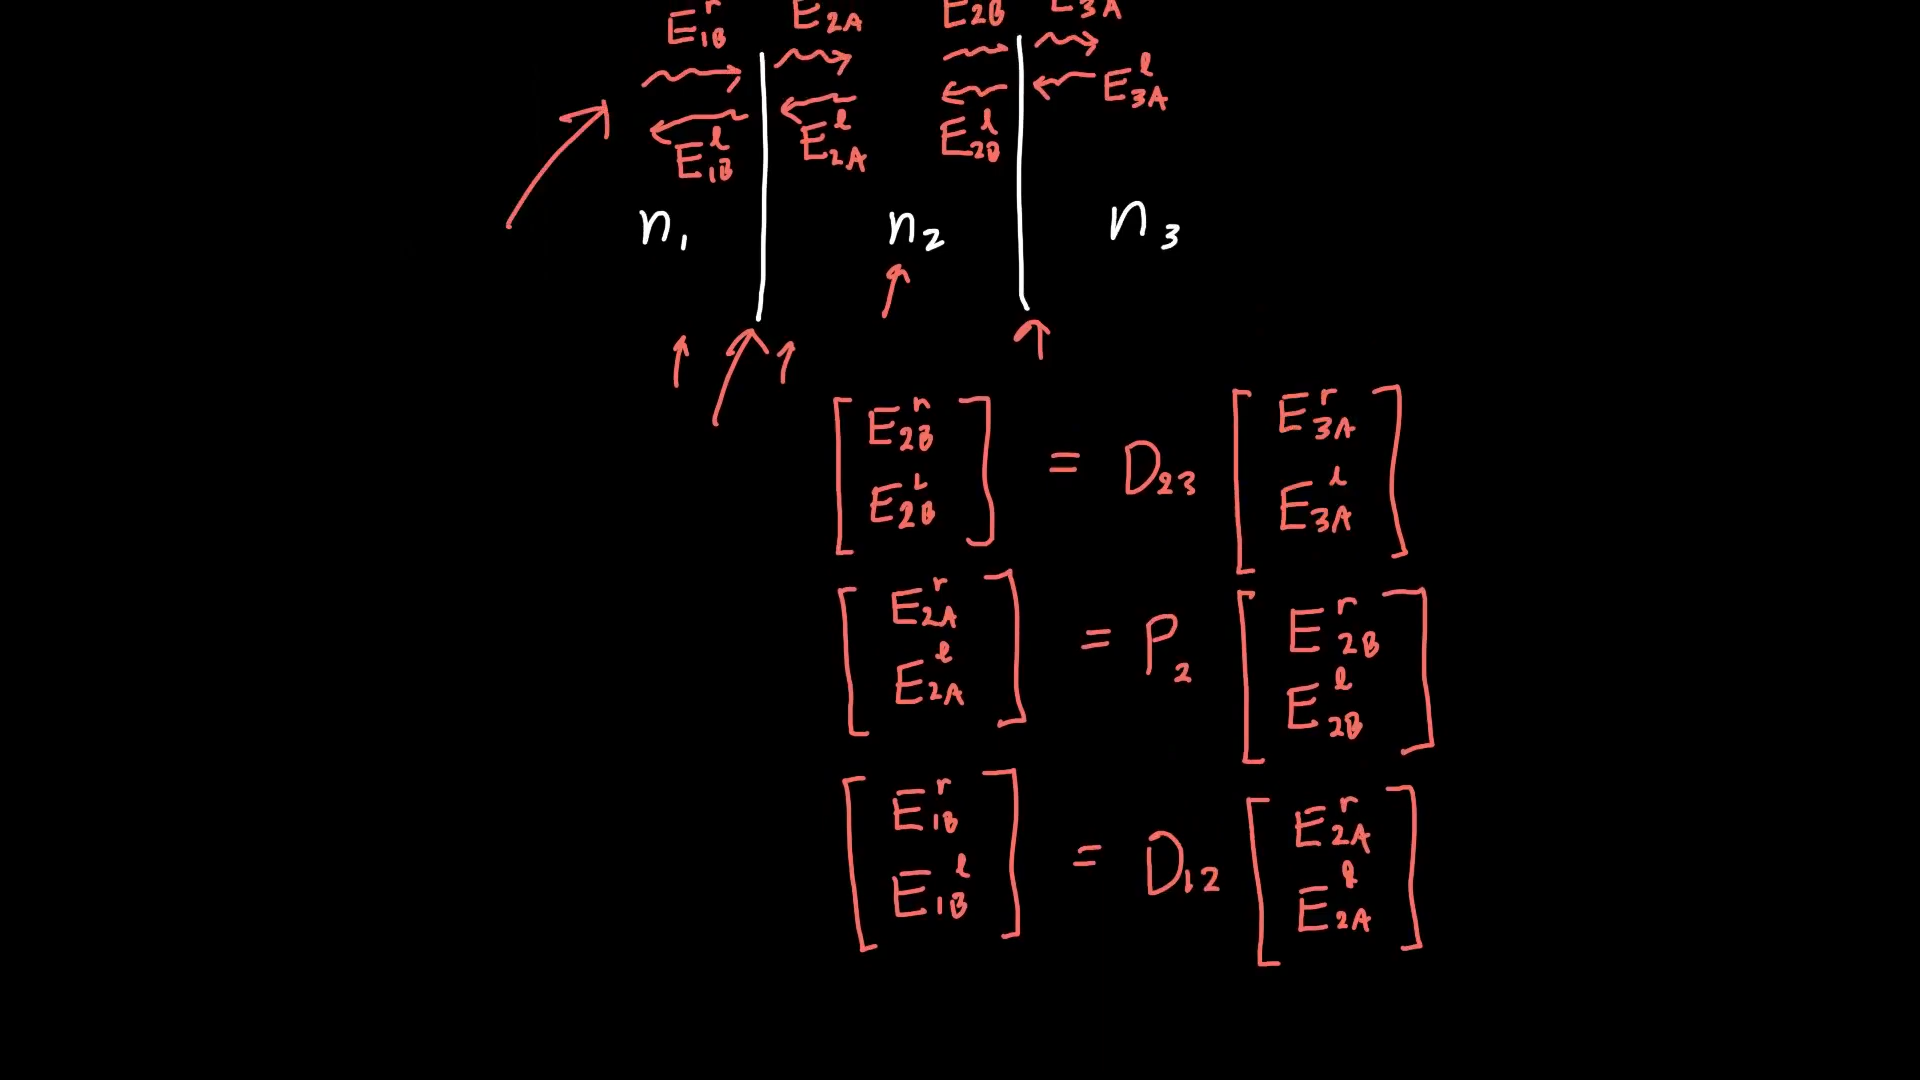 E^r_1B E_2A E_2B E_3A
E^l_1B E^l_2A E^l_2B E^l_3A
n_1 n_2 n_3
[E^r_2B E^L_2B] = D_23 [E^r_3A E^l_3A]
[E^r_2A E^l_2A] = P_2 [E^r_2B E^l_2B]
[E^r_1B E^l_1B] = D_12 [E^r_2A E^l_2A]